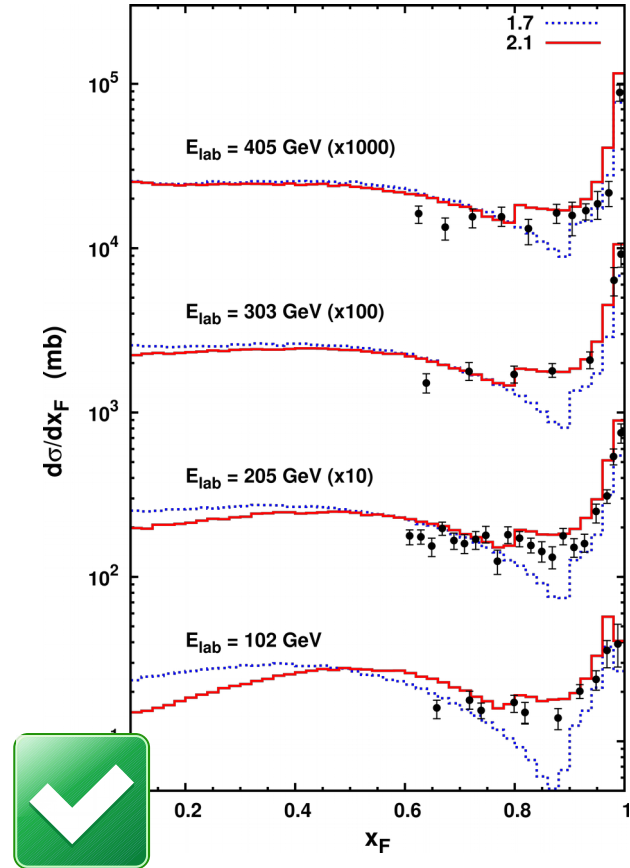 1.7
2.1
10^5
E_lab = 405 GeV (x1000)
10^4
E_lab = 303 GeV (x100)
dσ/dx_F (mb)
10^3
E_lab = 205 GeV (x10)
10^2
E_lab = 102 GeV
1
0.2 0.4 0.6 0.8 1
x_F